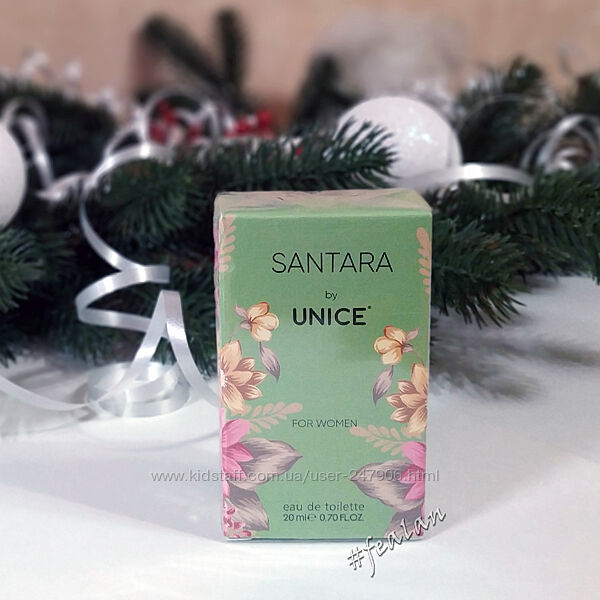 SANTARA
by
UNICE®
FOR WOMEN
www.kidstaff.com.ua/user-247906.html
eau de toilette
20 ml e 0.70 FL.OZ.
#fealan